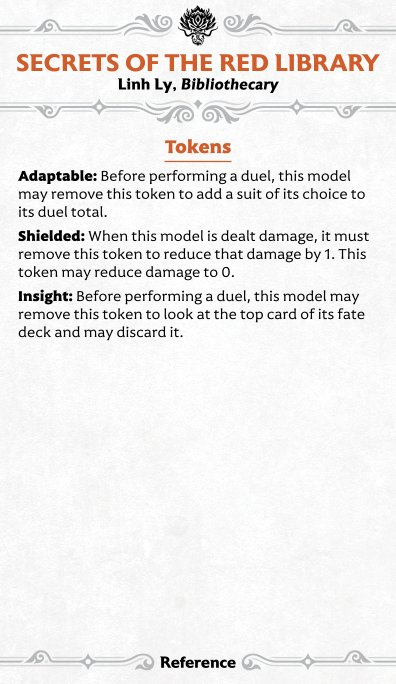 SECRETS OF THE RED LIBRARY
Linh Ly, Bibliothecary
Tokens
Adaptable: Before performing a duel, this model
may remove this token to add a suit of its choice to
its duel total.
Shielded: When this model is dealt damage, it must
remove this token to reduce that damage by 1. This
token may reduce damage to 0.
Insight: Before performing a duel, this model may
remove this token to look at the top card of its fate
deck and may discard it.
Reference